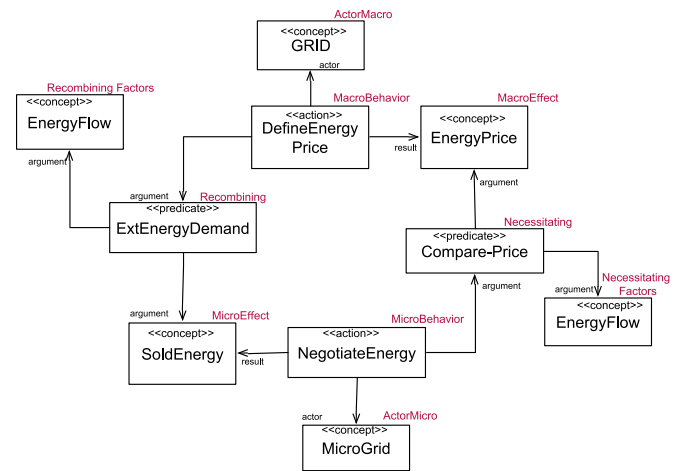 ActorMacro
<<concept>>
GRID
actor
Recombining Factors
<<concept>>
EnergyFlow
argument
MacroBehavior
<<action>>
DefineEnergy
Price
result
MacroEffect
<<concept>>
EnergyPrice
argument
argument
Recombining
<<predicate>>
ExtEnergyDemand
argument
Necessitating
<<predicate>>
Compare-Price
argument
argument
Necessitating
Factors
<<concept>>
EnergyFlow
MicroEffect
<<concept>>
SoldEnergy
result
MicroBehavior
<<action>>
NegotiateEnergy
actor
ActorMicro
<<concept>>
MicroGrid